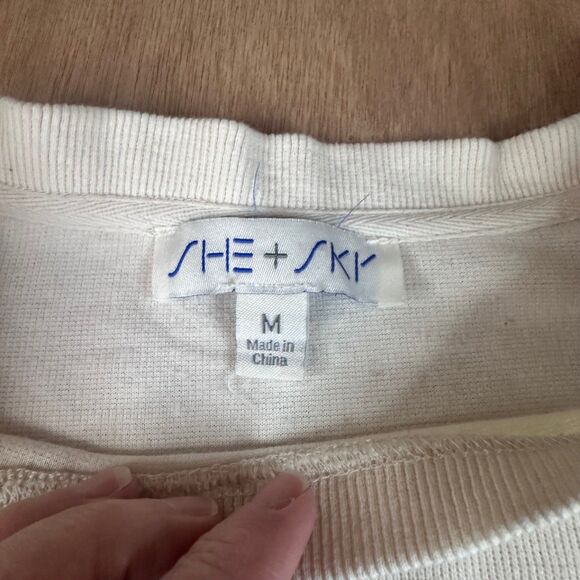 SHE + SKY
M
Made in
China